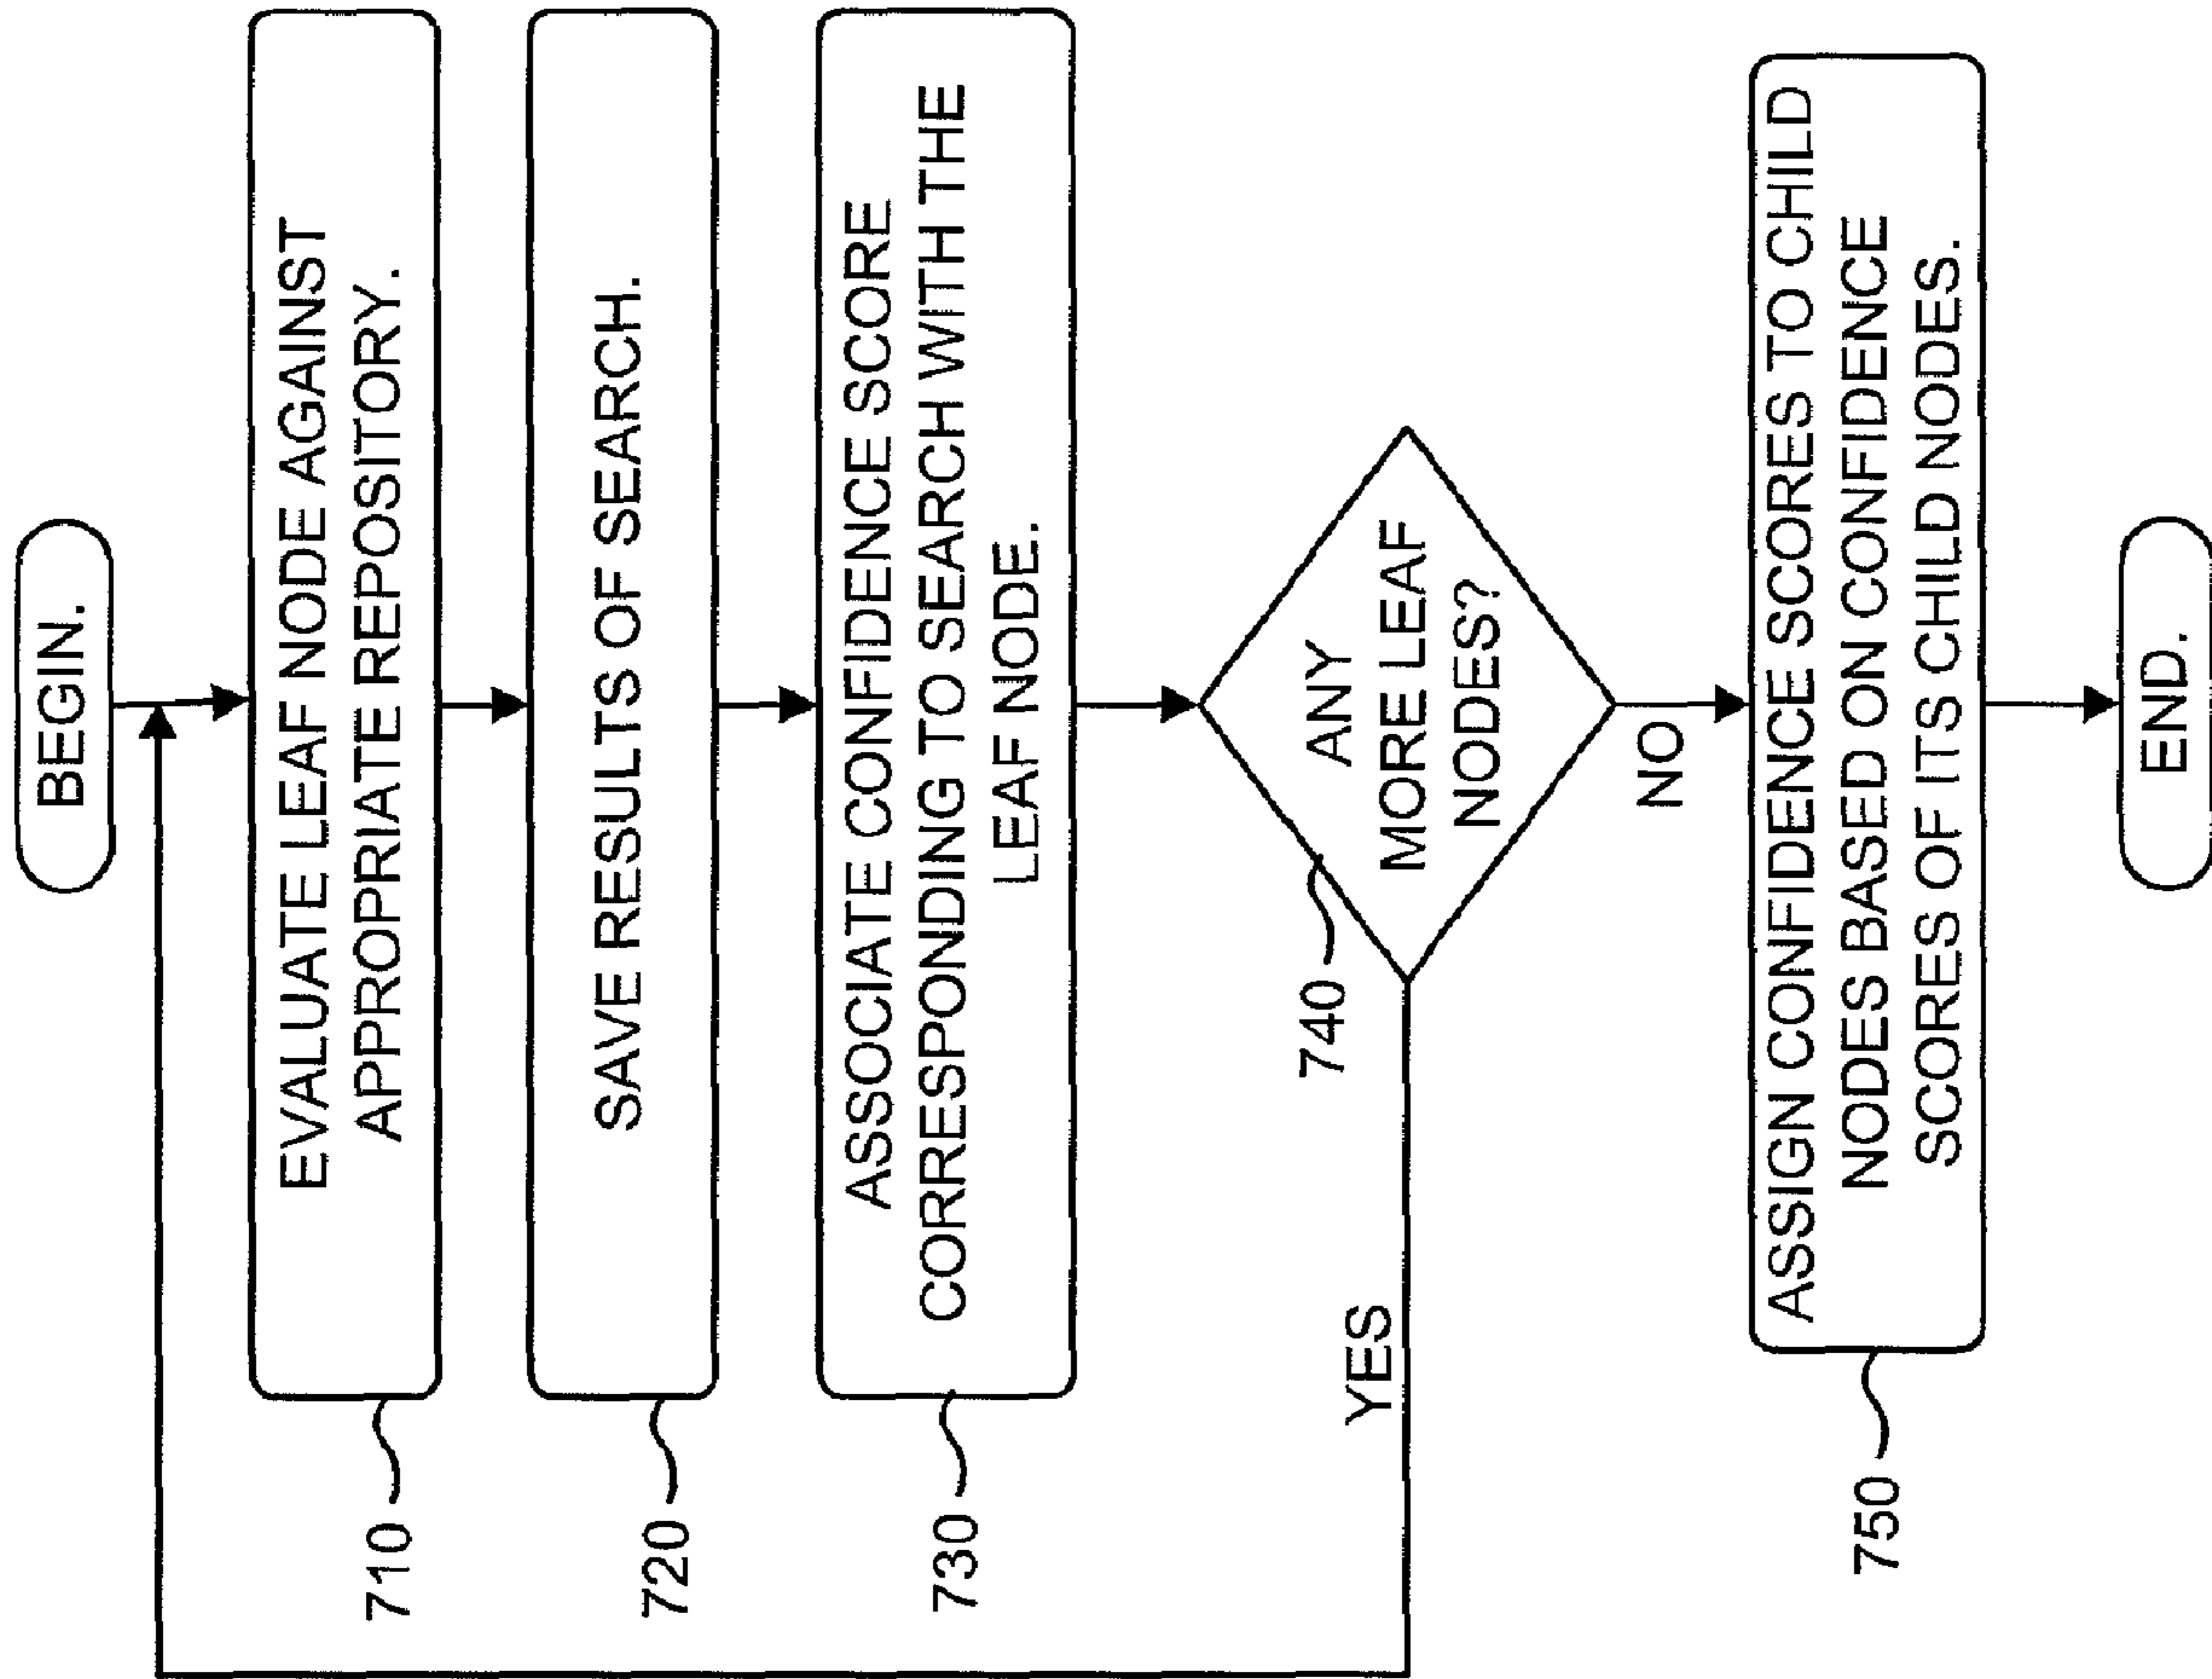 BEGIN.
EVALUATE LEAF NODE AGAINST
APPROPRIATE REPOSITORY.
710
SAVE RESULTS OF SEARCH.
720
ASSOCIATE CONFIDENCE SCORE
CORRESPONDING TO SEARCH WITH THE
LEAF NODE.
730
ANY
MORE LEAF
NODES?
740
YES
NO
ASSIGN CONFIDENCE SCORES TO CHILD
NODES BASED ON CONFIDENCE
SCORES OF ITS CHILD NODES.
750
END.